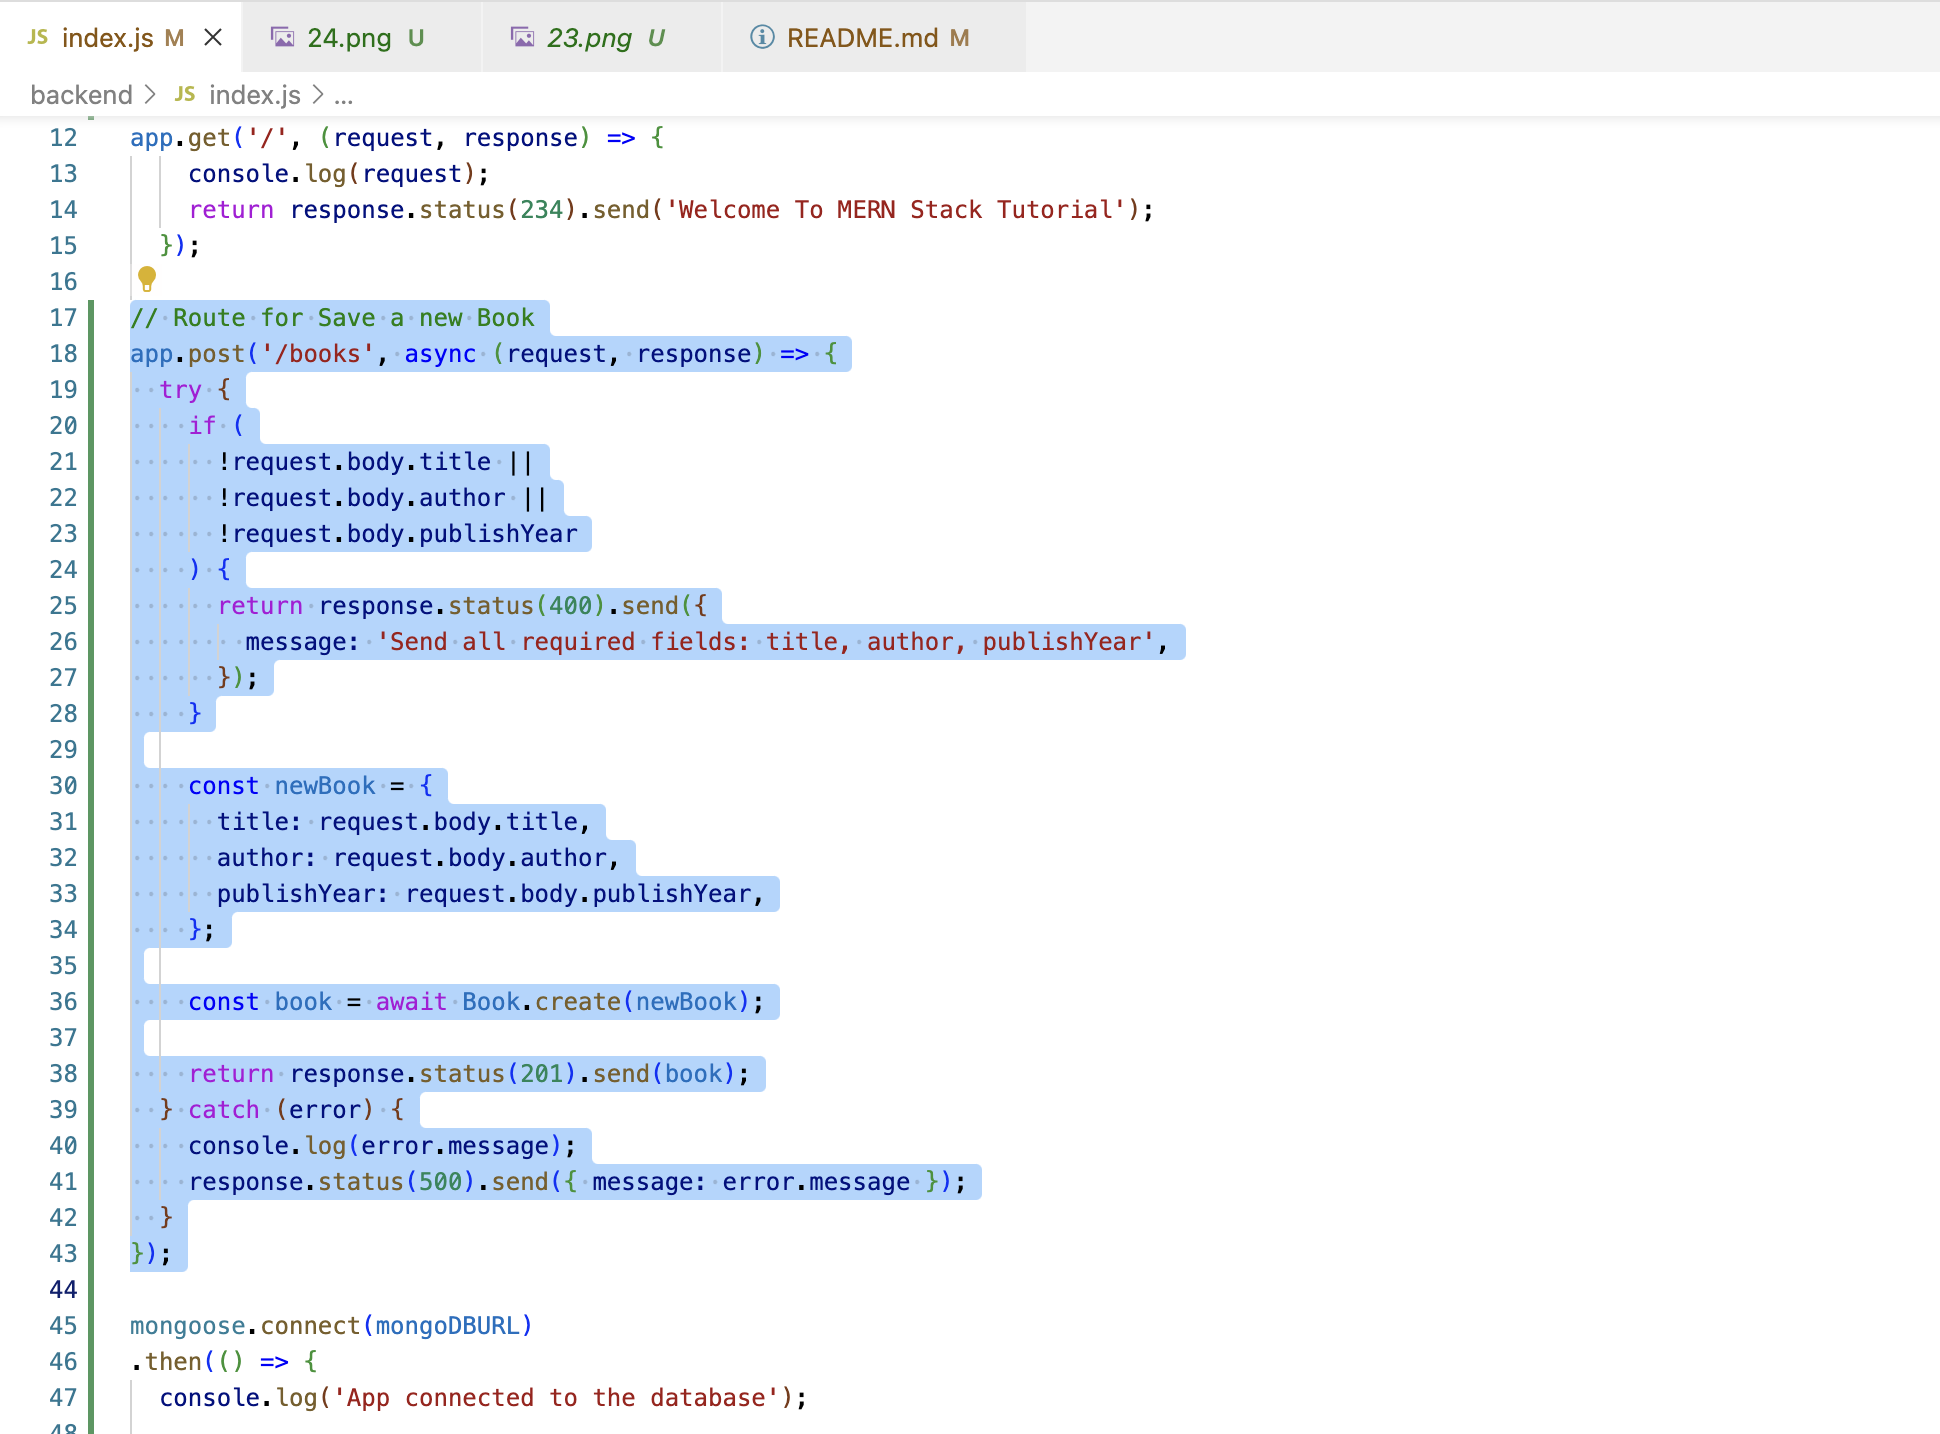 JS index.js M × 24.png U 23.png U README.md M
backend > JS index.js > ...
12 app.get('/', (request, response) => {
13     console.log(request);
14     return response.status(234).send('Welcome To MERN Stack Tutorial');
15   });
16
17 // Route for Save a new Book
18 app.post('/books', async (request, response) => {
19   try {
20     if (
21       !request.body.title ||
22       !request.body.author ||
23       !request.body.publishYear
24     ) {
25       return response.status(400).send({
26         message: 'Send all required fields: title, author, publishYear',
27       });
28     }
29
30     const newBook = {
31       title: request.body.title,
32       author: request.body.author,
33       publishYear: request.body.publishYear,
34     };
35
36     const book = await Book.create(newBook);
37
38     return response.status(201).send(book);
39   } catch (error) {
40     console.log(error.message);
41     response.status(500).send({ message: error.message });
42   }
43 });
44
45 mongoose.connect(mongoDBURL)
46 .then(() => {
47   console.log('App connected to the database');
48